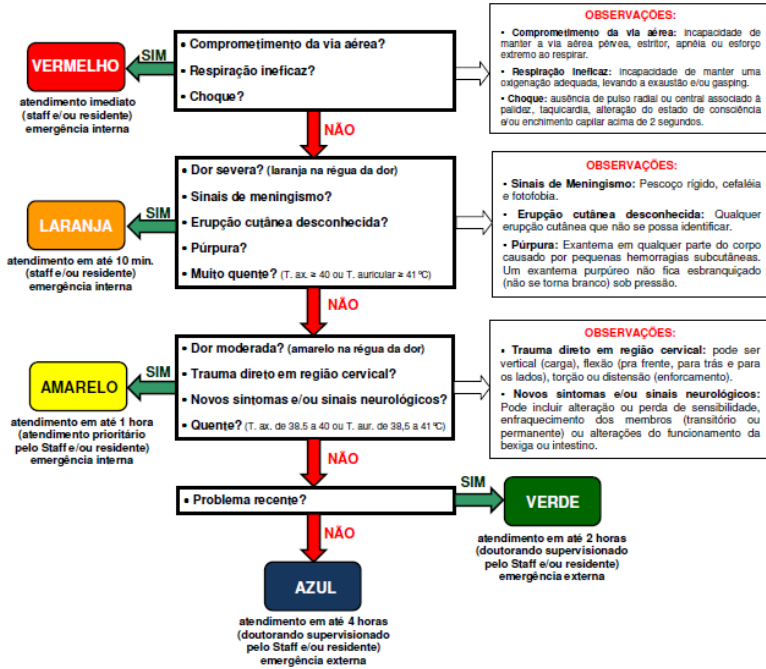 • Comprometimento da via aérea?
• Respiração ineficaz?
• Choque?
SIM
VERMELHO
atendimento imediato
(staff e/ou residente)
emergência interna
OBSERVAÇÕES:
• Comprometimento da via aérea: incapacidade de
manter a via aérea pérvea, estritor, apnéia ou esforço
extremo ao respirar.
• Respiração Ineficaz: incapacidade de manter uma
oxigenação adequada, levando a exaustão e/ou gasping.
• Choque: ausência de pulso radial ou central associado à
palidez, taquicardia, alteração do estado de consciência
e/ou enchimento capilar acima de 2 segundos.
NÃO
• Dor severa? (laranja na régua da dor)
• Sinais de meningismo?
• Erupção cutânea desconhecida?
• Púrpura?
• Muito quente? (T. ax. ≥ 40 ou T. auricular ≥ 41 ºC)
SIM
LARANJA
atendimento em até 10 min.
(staff e/ou residente)
emergência interna
OBSERVAÇÕES:
• Sinais de Meningismo: Pescoço rígido, cefaléia
e fotofobia.
• Erupção cutânea desconhecida: Qualquer
erupção cutânea que não se possa identificar.
• Púrpura: Exantema em qualquer parte do corpo
causado por pequenas hemorragias subcutâneas.
Um exantema purpúreo não fica esbranquiçado
(não se torna branco) sob pressão.
NÃO
• Dor moderada? (amarelo na régua da dor)
• Trauma direto em região cervical?
• Novos sintomas e/ou sinais neurológicos?
• Quente? (T. ax. de 38.5 a 40 ou T. aur. de 38,5 a 41 ºC)
SIM
AMARELO
atendimento em até 1 hora
(atendimento prioritário
pelo Staff e/ou residente)
emergência interna
OBSERVAÇÕES:
• Trauma direto em região cervical: pode ser
vertical (carga), flexão (pra frente, para trás e para
os lados), torção ou distensão (enforcamento).
• Novos sintomas e/ou sinais neurológicos:
Pode incluir alteração ou perda de sensibilidade,
enfraquecimento dos membros (transitório ou
permanente) ou alterações do funcionamento da
bexiga ou intestino.
NÃO
• Problema recente?
SIM
VERDE
atendimento em até 2 horas
(doutorando supervisionado
pelo Staff e/ou residente)
emergência externa
NÃO
AZUL
atendimento em até 4 horas
(doutorando supervisionado
pelo Staff e/ou residente)
emergência externa